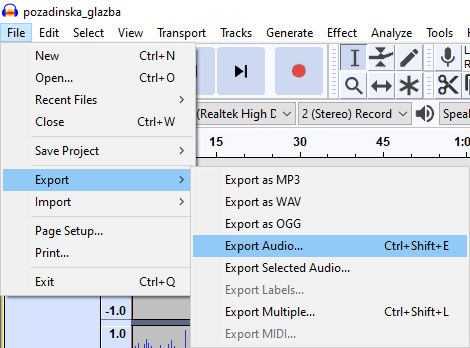 pozadinska_glazba
File Edit Select View Transport Tracks Generate Effect Analyze Tools
New Ctrl+N
Open... Ctrl+O
Recent Files
Close Ctrl+W
Save Project
Export
Import
Page Setup...
Print...
Exit Ctrl+Q
(Realtek High D 2 (Stereo) Record Speal
15 30 45 1:0
Export as MP3
Export as WAV
Export as OGG
Export Audio... Ctrl+Shift+E
Export Selected Audio...
Export Labels...
Export Multiple... Ctrl+Shift+L
Export MIDI...
L
R
-1.0
1.0